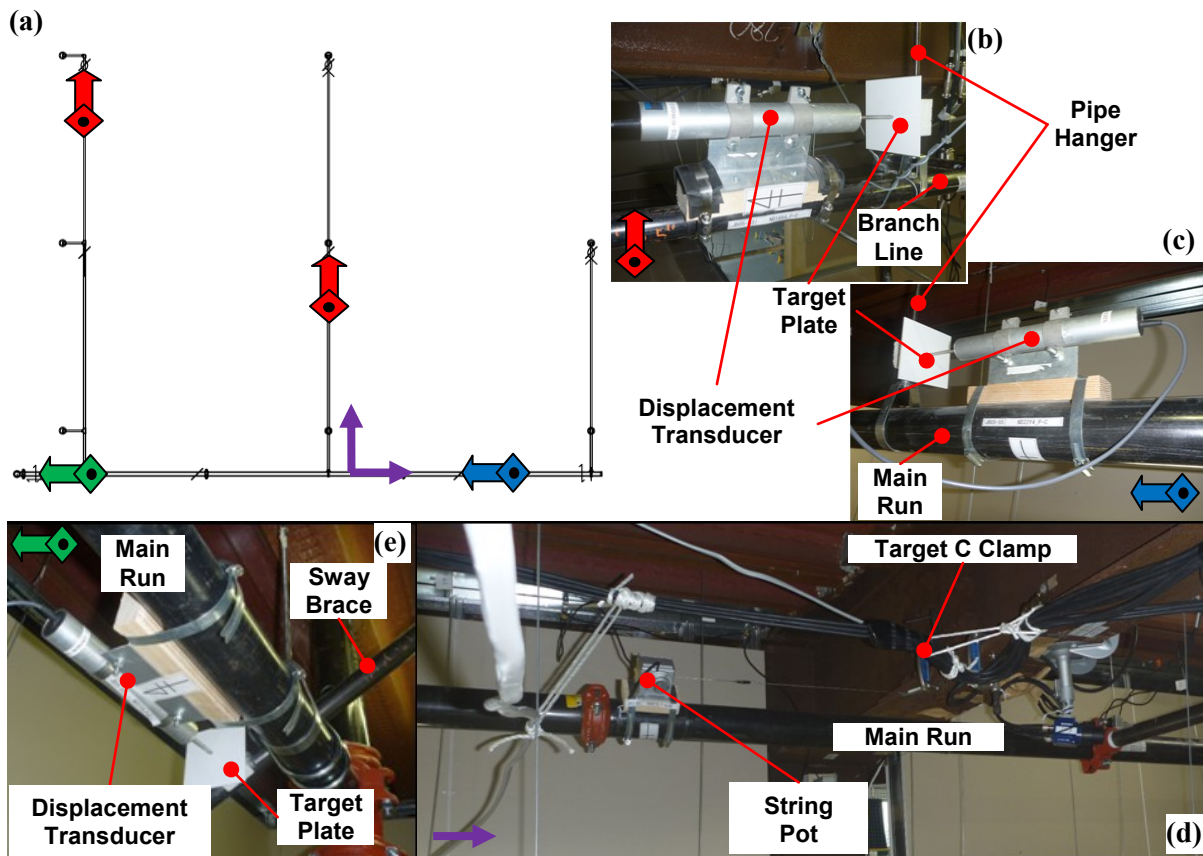 (a)
(b)
Pipe
Hanger
Branch
Line
(c)
Target
Plate
Displacement
Transducer
Main
Run
(e)
Main
Run
Sway
Brace
Target C Clamp
Main Run
Displacement
Transducer
Target
Plate
String
Pot
(d)